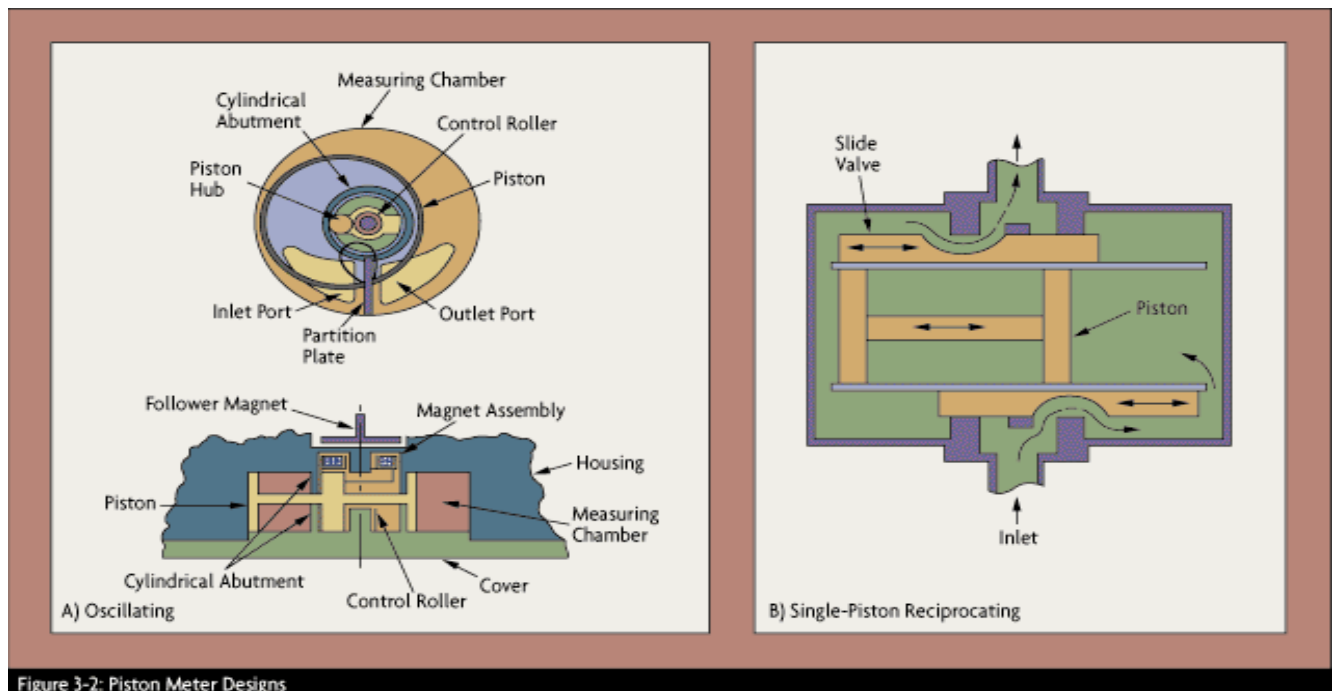 Measuring Chamber
Cylindrical
Abutment
Control Roller
Piston
Hub
Piston
Inlet Port
Outlet Port
Partition
Plate
Follower Magnet
Magnet Assembly
Housing
Piston
Measuring
Chamber
Cylindrical Abutment
Control Roller
Cover
A) Oscillating
Slide
Valve
Piston
Inlet
B) Single-Piston Reciprocating
Figure 3-2: Piston Meter Designs